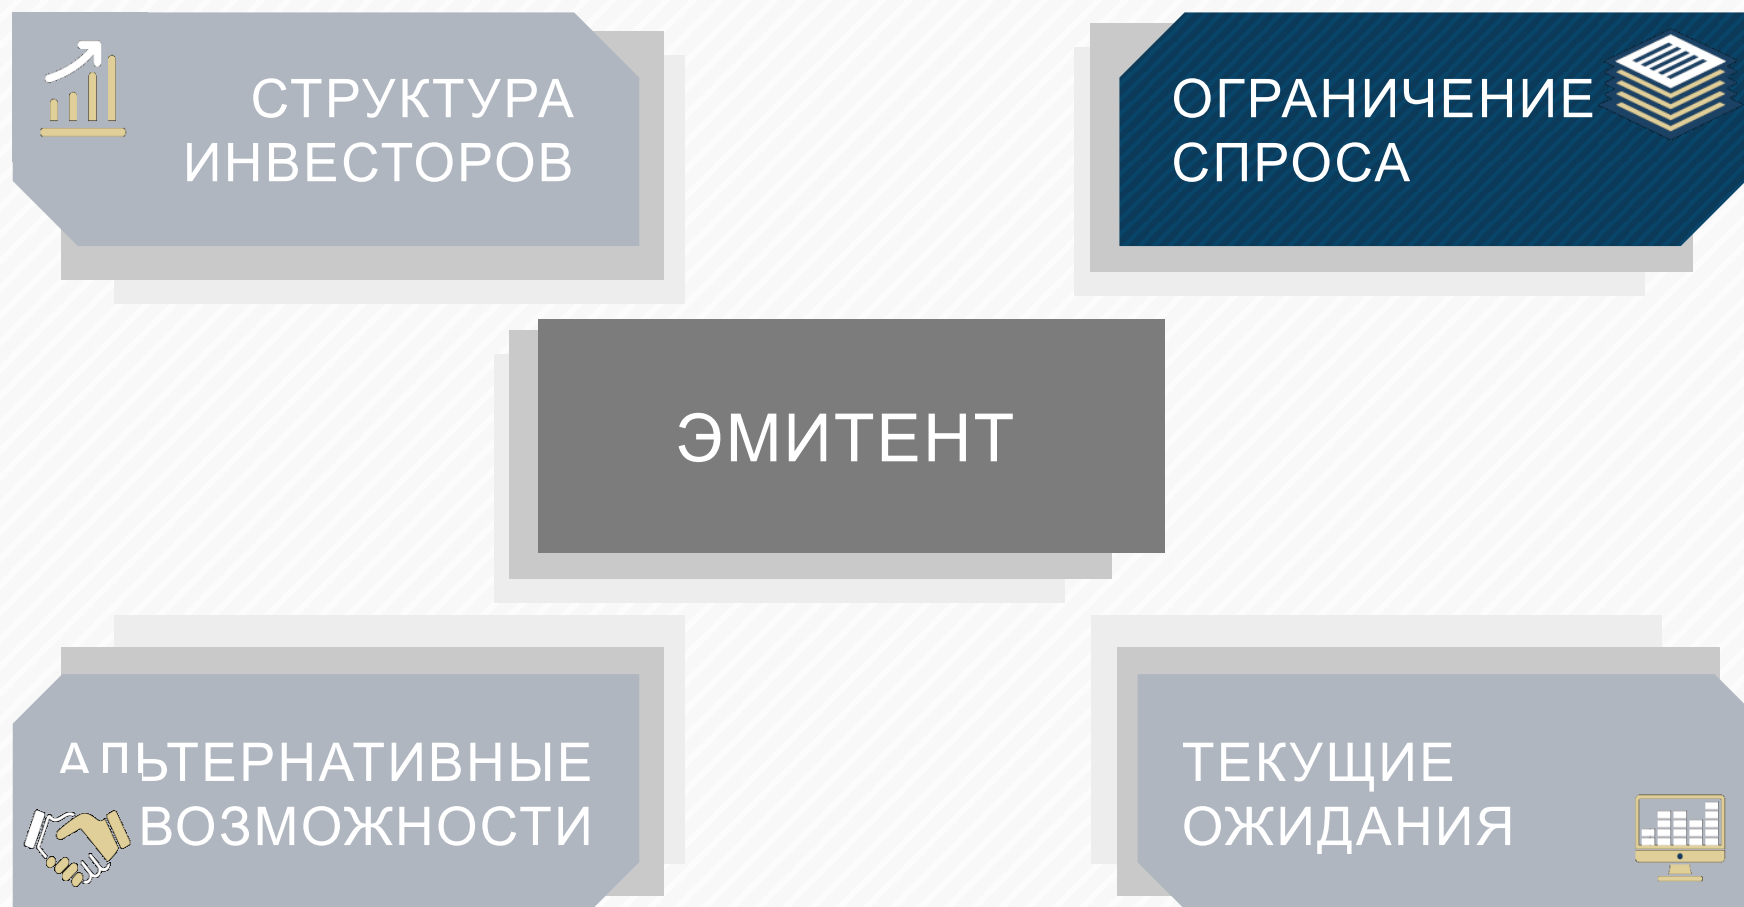 СТРУКТУРА
ИНВЕСТОРОВ
ОГРАНИЧЕНИЕ
СПРОСА
ЭМИТЕНТ
АЛЬТЕРНАТИВНЫЕ
ВОЗМОЖНОСТИ
ТЕКУЩИЕ
ОЖИДАНИЯ